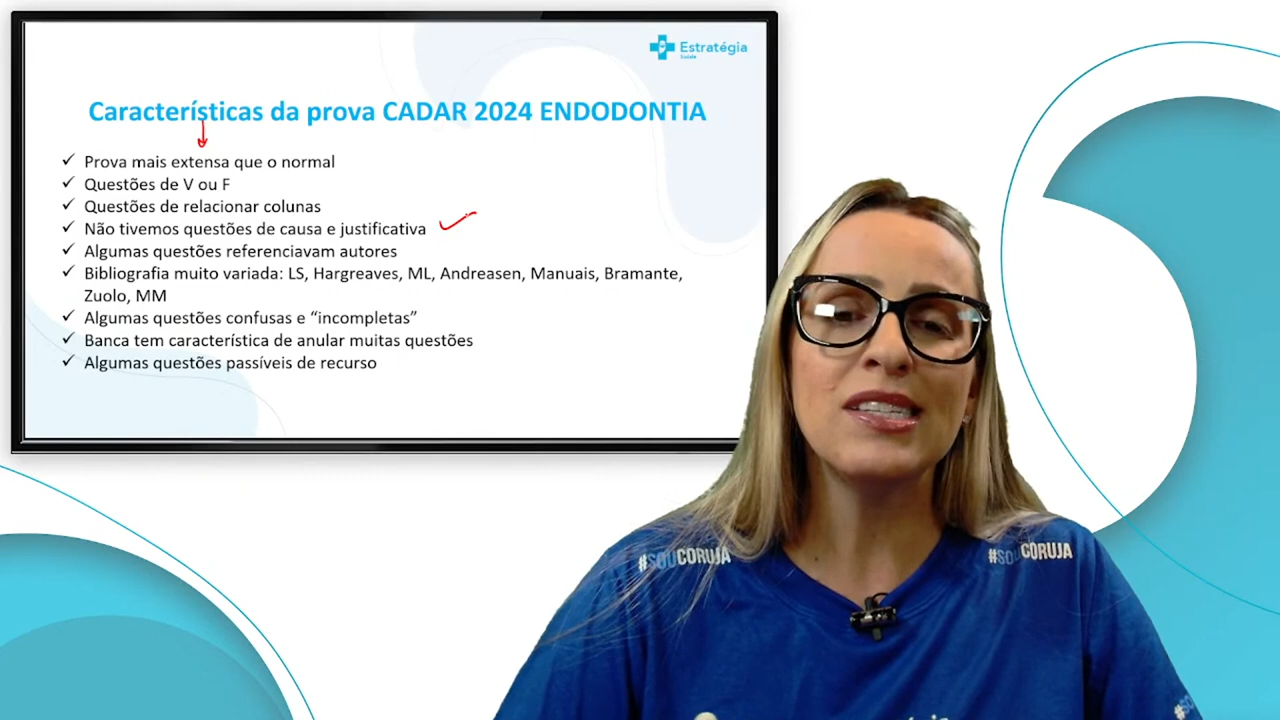 Estratégia
Saúde
Características da prova CADAR 2024 ENDODONTIA
Prova mais extensa que o normal
Questões de V ou F
Questões de relacionar colunas
Não tivemos questões de causa e justificativa
Algumas questões referenciavam autores
Bibliografia muito variada: LS, Hargreaves, ML, Andreasen, Manuais, Bramante,
Zuolo, MM
Algumas questões confusas e “incompletas”
Banca tem característica de anular muitas questões
Algumas questões passíveis de recurso
#SOUCORUJA
#SOUCORUJA